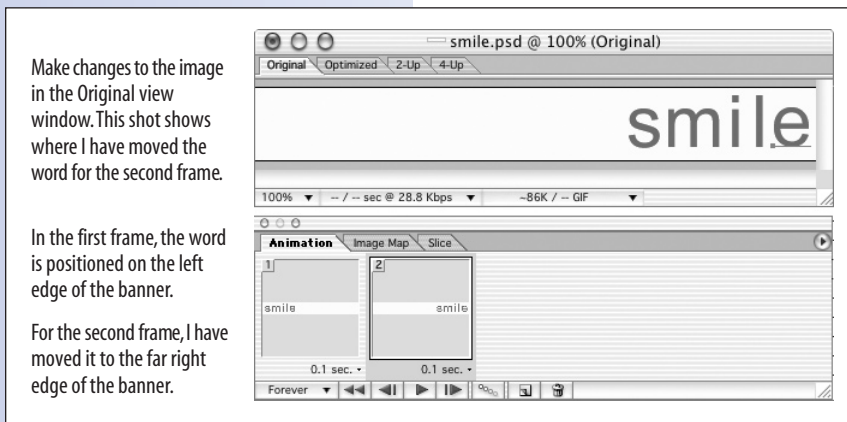 Make changes to the image
in the Original view
window. This shot shows
where I have moved the
word for the second frame.
In the first frame, the word
is positioned on the left
edge of the banner.
For the second frame, I have
moved it to the far right
edge of the banner.
smile.psd @ 100% (Original)
Original Optimized 2-Up 4-Up
smile
100% -- / -- sec @ 28.8 Kbps ~86K / -- GIF
Animation Image Map Slice
1 2
smile smile
0.1 sec. 0.1 sec.
Forever